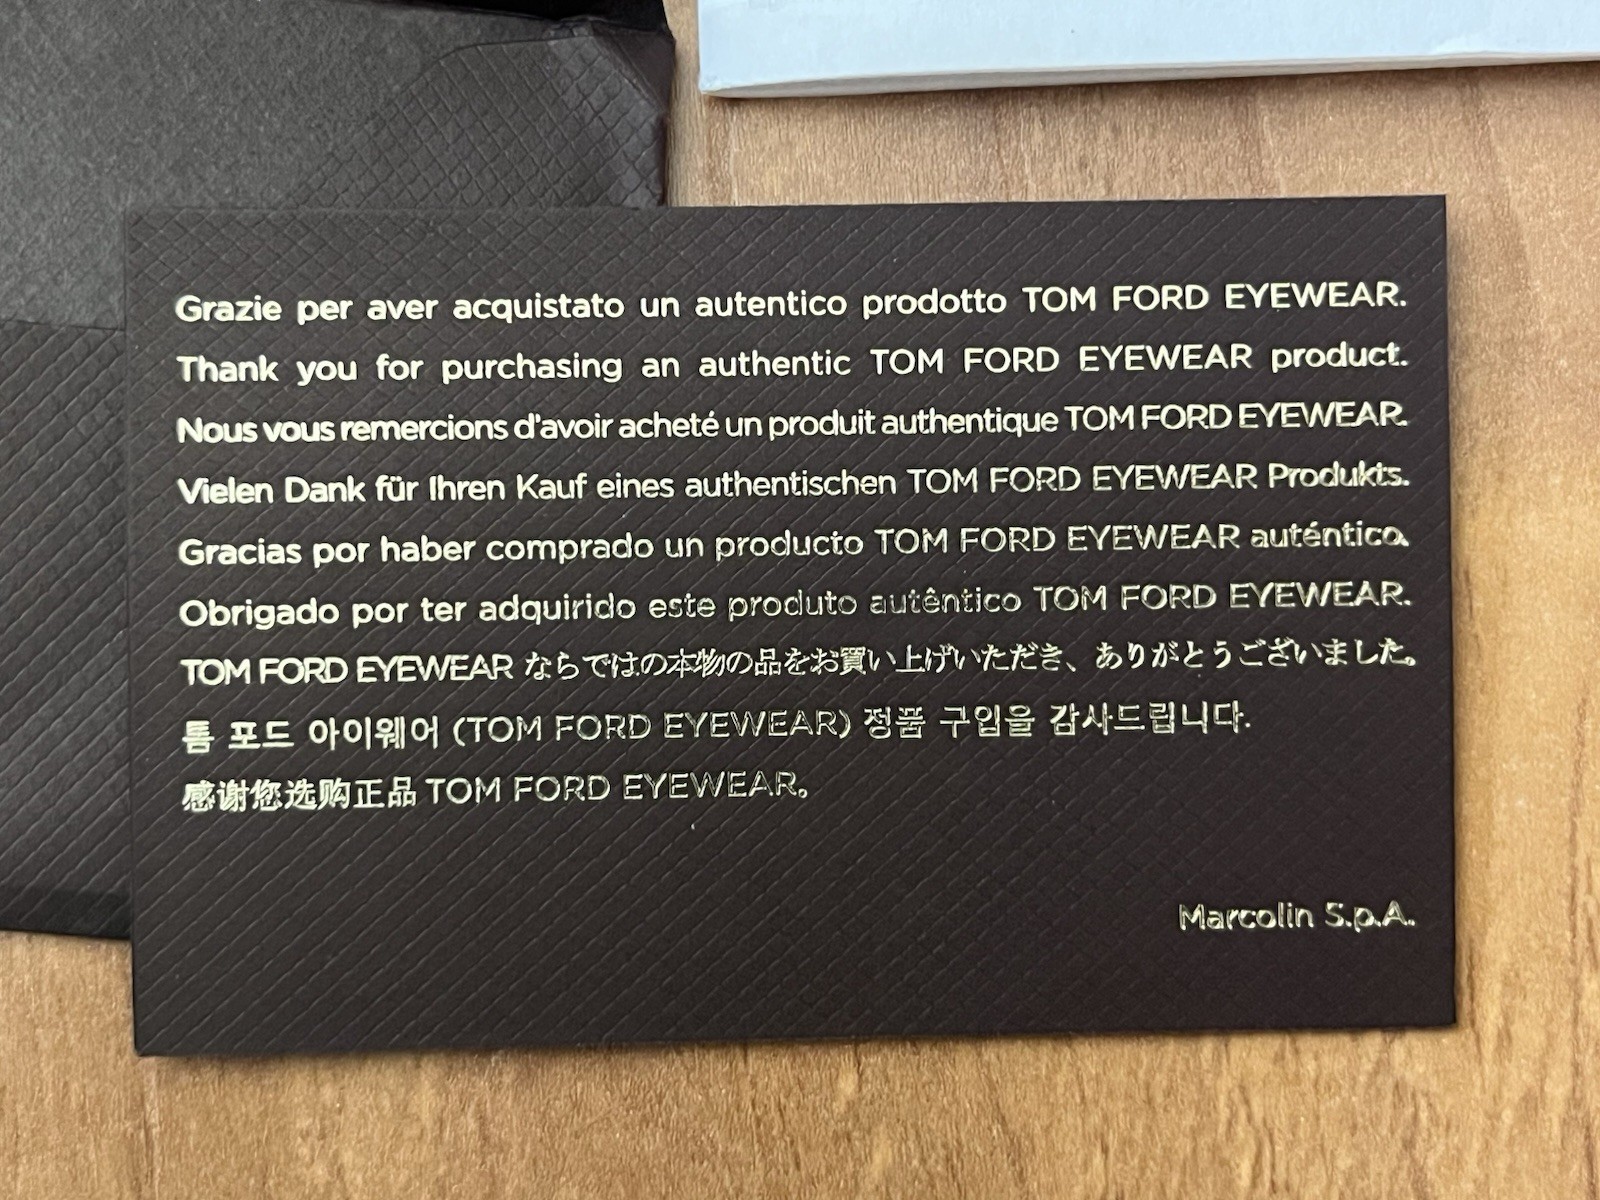 Grazie per aver acquistato un autentico prodotto TOM FORD EYEWEAR.
Thank you for purchasing an authentic TOM FORD EYEWEAR product.
Nous vous remercions d'avoir acheté un produit authentique TOM FORD EYEWEAR.
Vielen Dank für Ihren Kauf eines authentischen TOM FORD EYEWEAR Produkts.
Gracias por haber comprado un producto TOM FORD EYEWEAR auténtico.
Obrigado por ter adquirido este produto autêntico TOM FORD EYEWEAR.
TOM FORD EYEWEAR ならではの本物の品をお買い上げいただき、ありがとうございました。
톰 포드 아이웨어 (TOM FORD EYEWEAR) 정품 구입을 감사드립니다.
感谢您选购正品 TOM FORD EYEWEAR。
Marcolin S.p.A.